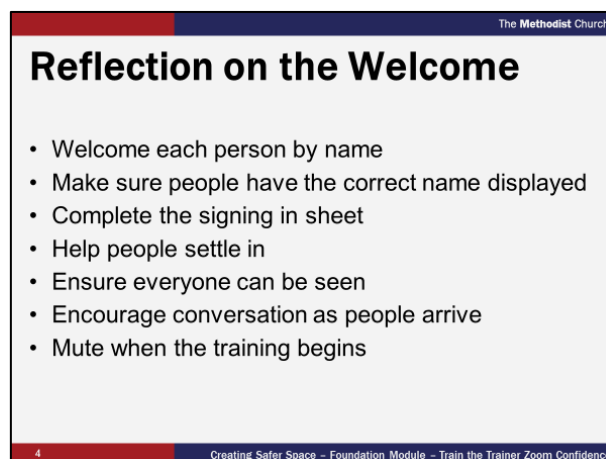 The Methodist Church
Reflection on the Welcome
• Welcome each person by name
• Make sure people have the correct name displayed
• Complete the signing in sheet
• Help people settle in
• Ensure everyone can be seen
• Encourage conversation as people arrive
• Mute when the training begins
4
Creating Safer Space – Foundation Module – Train the Trainer Zoom Confidence